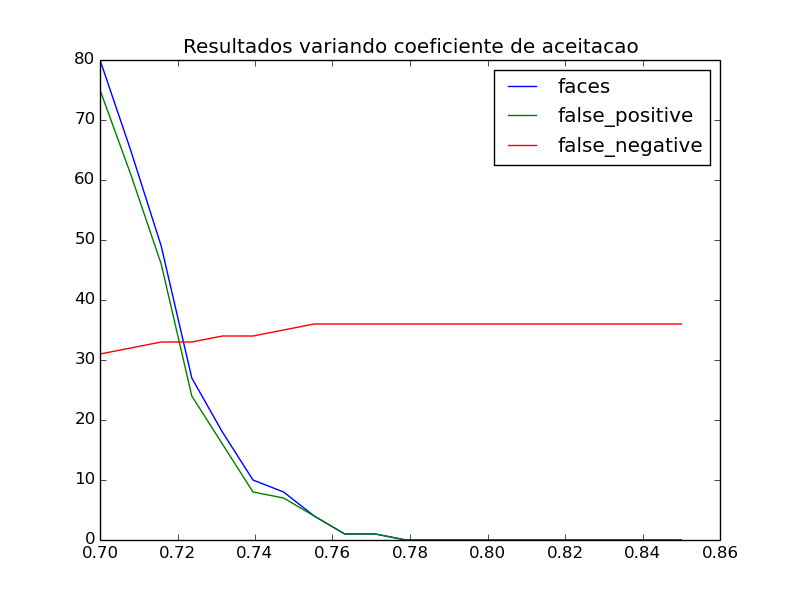 Resultados variando coeficiente de aceitacao
faces
false_positive
false_negative
80
70
60
50
40
30
20
10
0
0.70 0.72 0.74 0.76 0.78 0.80 0.82 0.84 0.86